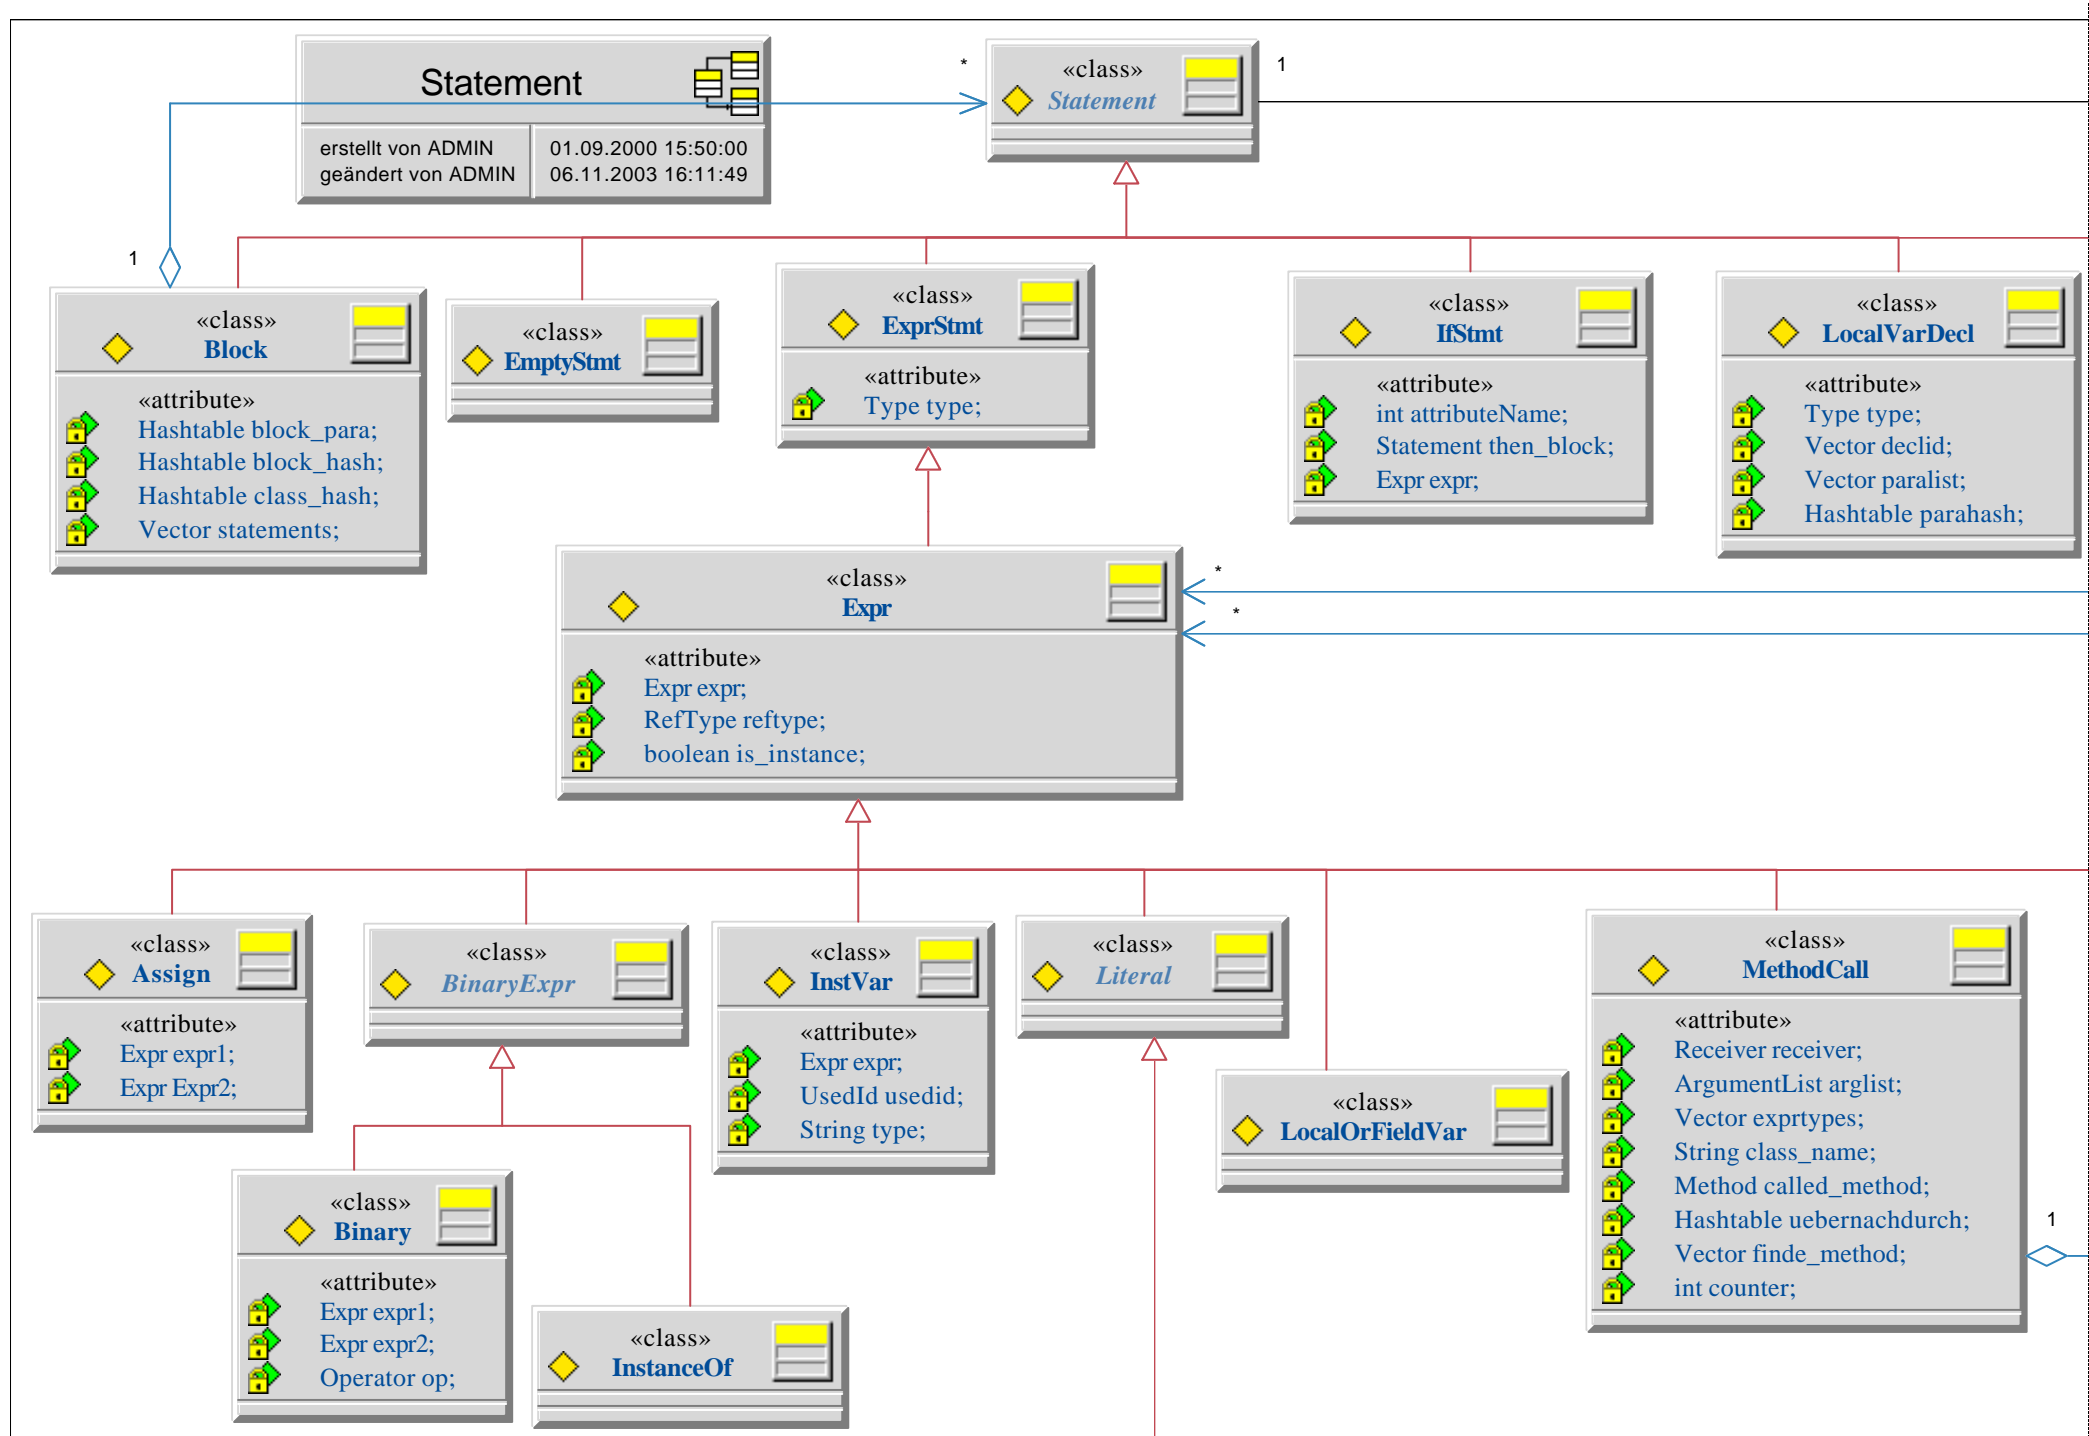 Statement
erstellt von ADMIN 01.09.2000 15:50:00
geändert von ADMIN 06.11.2003 16:11:49
*
«class»
Statement
1
1
«class»
Block
«attribute»
Hashtable block_para;
Hashtable block_hash;
Hashtable class_hash;
Vector statements;
«class»
EmptyStmt
«class»
ExprStmt
«attribute»
Type type;
«class»
IfStmt
«attribute»
int attributeName;
Statement then_block;
Expr expr;
«class»
LocalVarDecl
«attribute»
Type type;
Vector declid;
Vector paralist;
Hashtable parahash;
«class»
Expr
«attribute»
Expr expr;
RefType reftype;
boolean is_instance;
*
*
«class»
Assign
«attribute»
Expr expr1;
Expr Expr2;
«class»
BinaryExpr
«class»
InstVar
«attribute»
Expr expr;
UsedId usedid;
String type;
«class»
Literal
«class»
LocalOrFieldVar
«class»
MethodCall
«attribute»
Receiver receiver;
ArgumentList arglist;
Vector exprtypes;
String class_name;
Method called_method;
Hashtable uebernachdurch;
Vector finde_method;
int counter;
1
«class»
Binary
«attribute»
Expr expr1;
Expr expr2;
Operator op;
«class»
InstanceOf